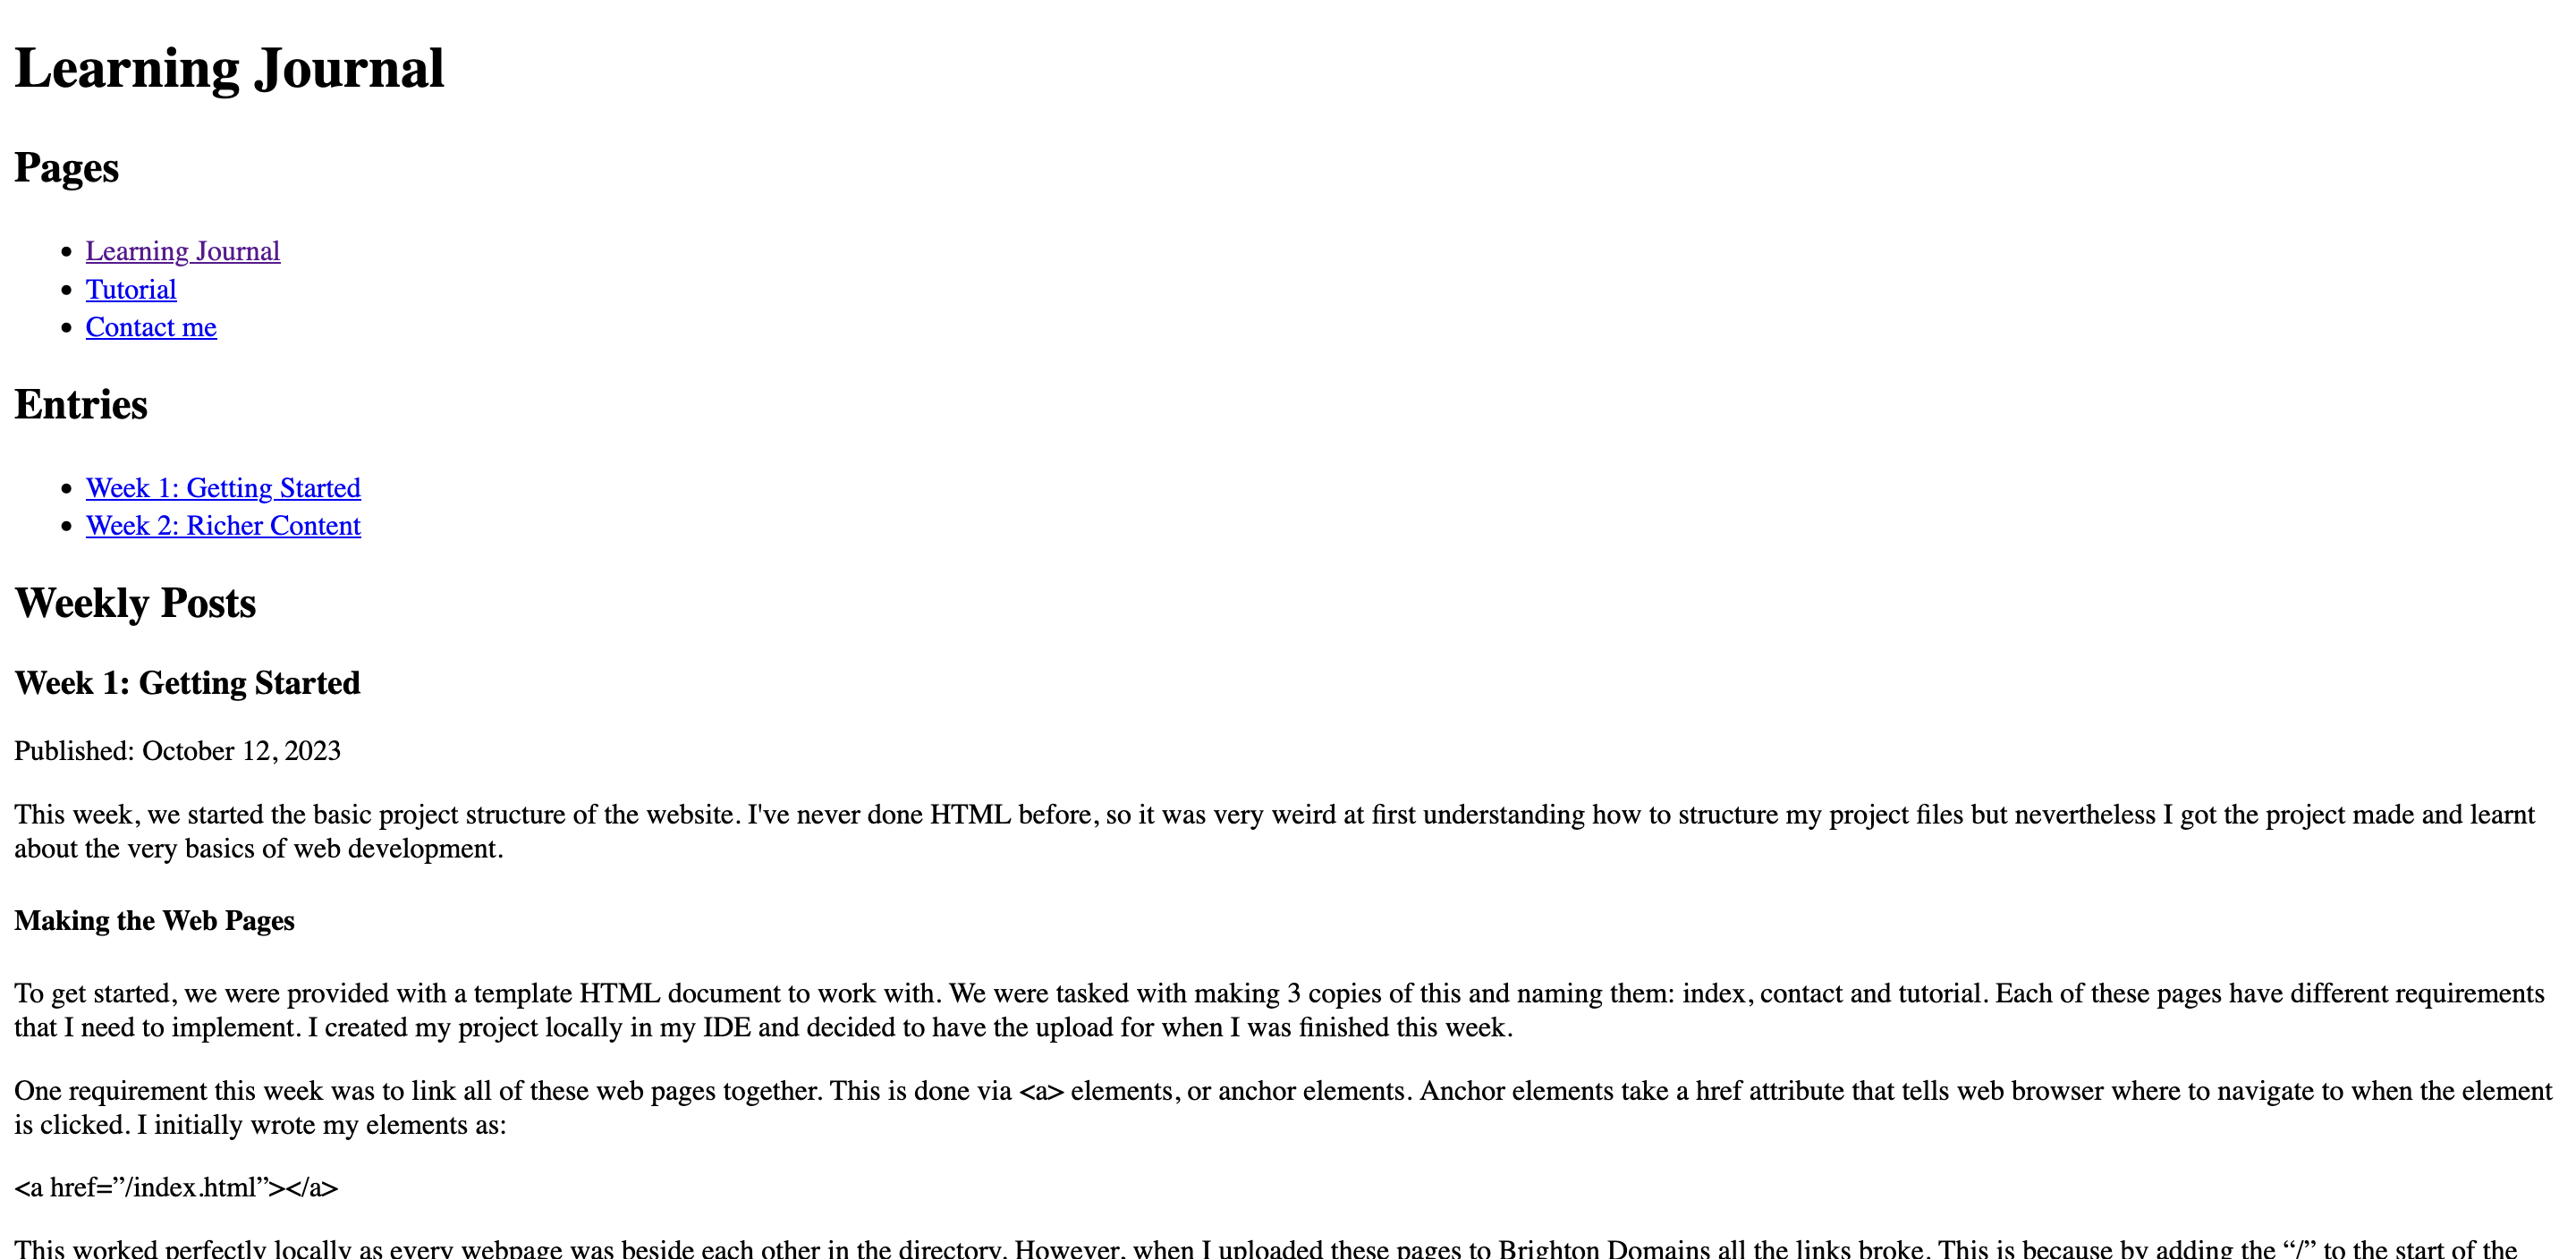 Learning Journal
Pages
Learning Journal
Tutorial
Contact me
Entries
Week 1: Getting Started
Week 2: Richer Content
Weekly Posts
Week 1: Getting Started
Published: October 12, 2023
This week, we started the basic project structure of the website. I've never done HTML before, so it was very weird at first understanding how to structure my project files but nevertheless I got the project made and learnt
about the very basics of web development.
Making the Web Pages
To get started, we were provided with a template HTML document to work with. We were tasked with making 3 copies of this and naming them: index, contact and tutorial. Each of these pages have different requirements
that I need to implement. I created my project locally in my IDE and decided to have the upload for when I was finished this week.
One requirement this week was to link all of these web pages together. This is done via <a> elements, or anchor elements. Anchor elements take a href attribute that tells web browser where to navigate to when the element
is clicked. I initially wrote my elements as:
<a href=”/index.html”></a>
This worked perfectly locally as every webpage was beside each other in the directory. However, when I uploaded these pages to Brighton Domains all the links broke. This is because by adding the “/” to the start of the